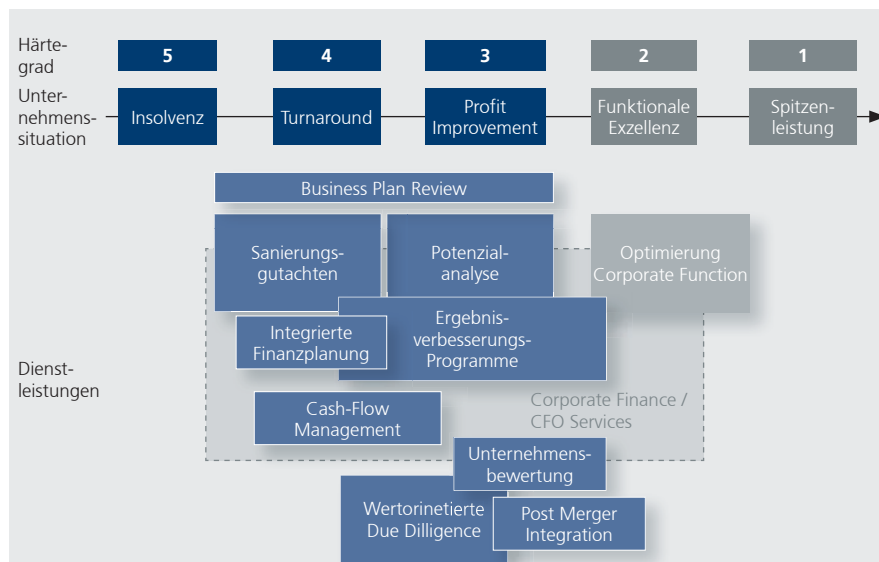 Härte-
grad
5
4
3
2
1
Unter-
nehmens-
situation
Insolvenz
Turnaround
Profit
Improvement
Funktionale
Exzellenz
Spitzen-
leistung
Business Plan Review
Sanierungs-
gutachten
Potenzial-
analyse
Optimierung
Corporate Function
Integrierte
Finanzplanung
Ergebnis-
verbesserungs-
Programme
Dienst-
leistungen
Corporate Finance /
CFO Services
Cash-Flow
Management
Unternehmens-
bewertung
Wertorinetierte
Due Dilligence
Post Merger
Integration